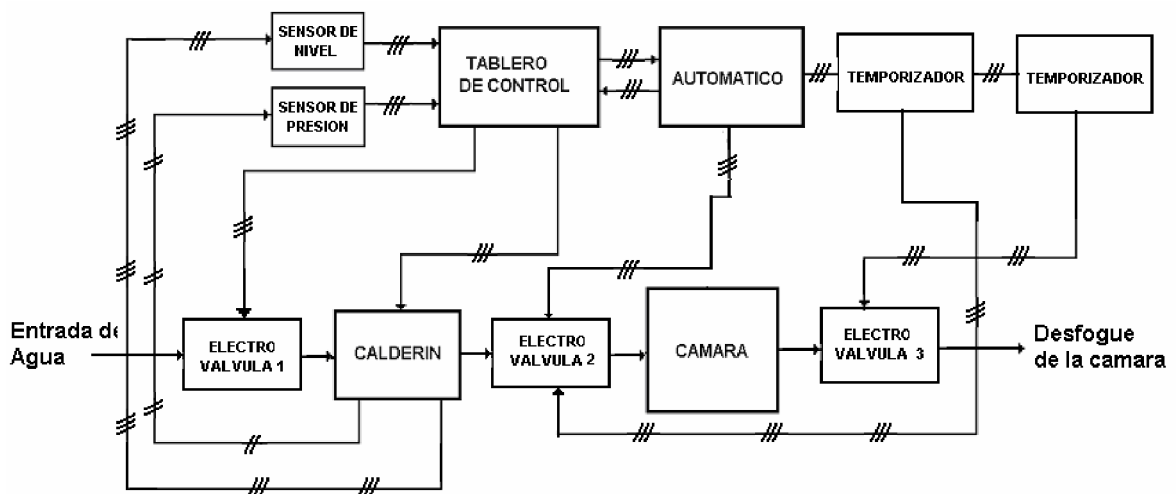 SENSOR DE
NIVEL
TABLERO
DE CONTROL
AUTOMATICO
TEMPORIZADOR
TEMPORIZADOR
SENSOR DE
PRESION
Entrada de
Agua
ELECTRO
VALVULA 1
CALDERIN
ELECTRO
VALVULA 2
CAMARA
ELECTRO
VALVULA 3
Desfogue
de la camara